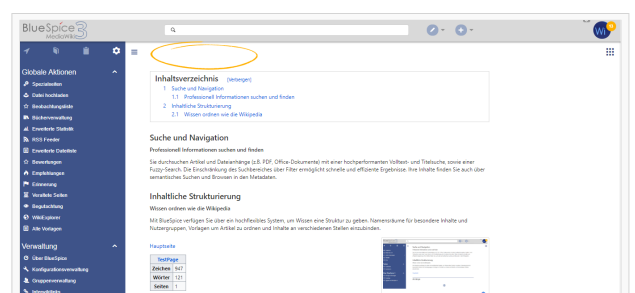 BlueSpice 3
MediaWiki
Wi
Globale Aktionen
Spezialseiten
Datei hochladen
Beobachtungsliste
Bücherverwaltung
Erweiterte Statistik
RSS Feeder
Erweiterte Dateiliste
Bewertungen
Empfehlungen
Erinnerung
Veraltete Seiten
Begutachtung
WikiExplorer
Alle Vorlagen
Verwaltung
Über BlueSpice
Konfigurationsverwaltung
Gruppenverwaltung
Inhaltsverzeichnis [Verbergen]
1 Suche und Navigation
1.1 Professionell Informationen suchen und finden
2 Inhaltliche Strukturierung
2.1 Wissen ordnen wie die Wikipedia
Suche und Navigation
Professionell Informationen suchen und finden
Sie durchsuchen Artikel und Dateianhänge (z.B. PDF, Office-Dokumente) mit einer hochperformanten Volltext- und Titelsuche, sowie einer
Fuzzy-Search. Die Einschränkung des Suchbereiches über Filter ermöglicht schnelle und effiziente Ergebnisse. Ihre Inhalte finden Sie auch über
semantisches Suchen und Browsen in den Metadaten.
Inhaltliche Strukturierung
Wissen ordnen wie die Wikipedia
Mit BlueSpice verfügen Sie über ein hochflexibles System, um Wissen eine Struktur zu geben. Namensräume für besondere Inhalte und
Nutzergruppen, Vorlagen um Artikel zu ordnen und Inhalte an verschiedenen Stellen einzubinden.
Hauptseite
TestPage
Zeichen 947
Wörter 121
Seiten 1